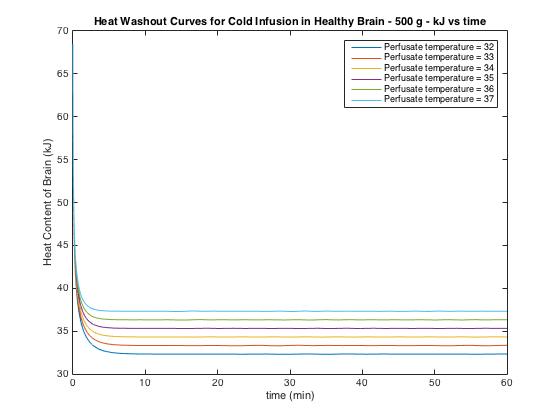 Heat Washout Curves for Cold Infusion in Healthy Brain - 500 g - kJ vs time
70
65
60
55
50
45
40
35
30
Heat Content of Brain (kJ)
Perfusate temperature = 32
Perfusate temperature = 33
Perfusate temperature = 34
Perfusate temperature = 35
Perfusate temperature = 36
Perfusate temperature = 37
0 10 20 30 40 50 60
time (min)